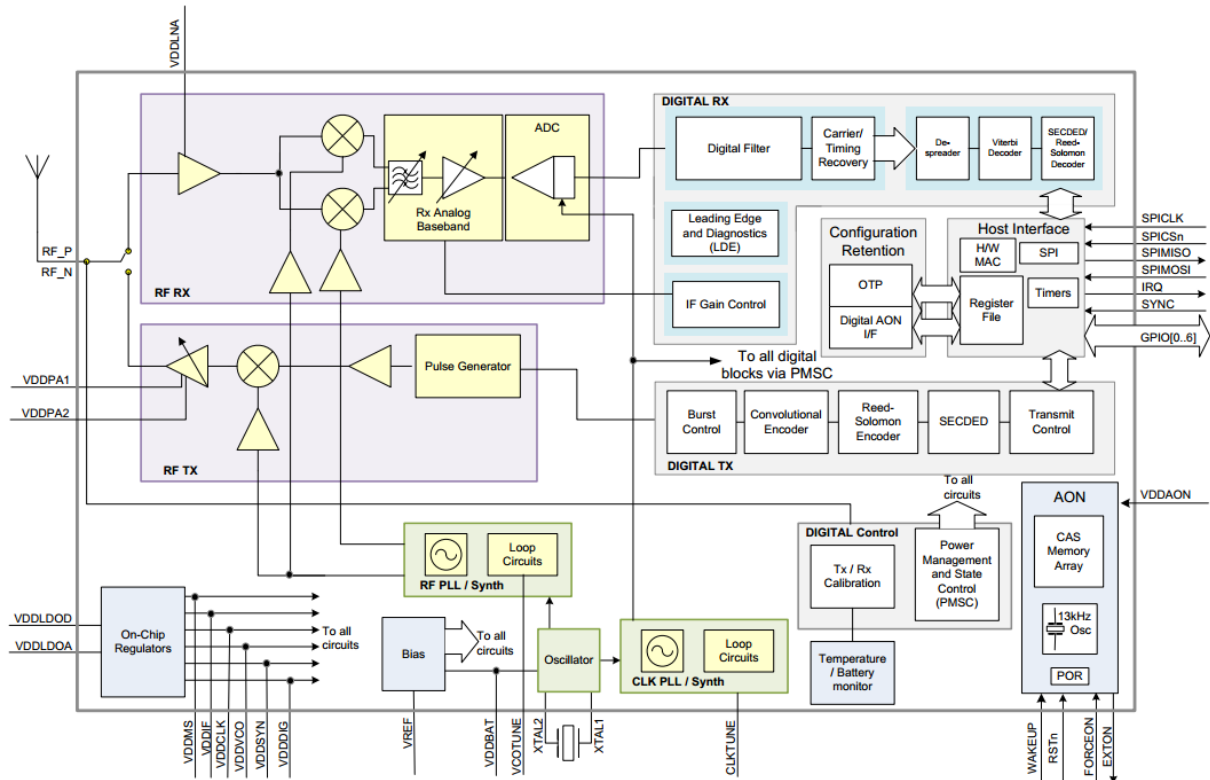 VDDLNA
DIGITAL RX
ADC
Digital Filter
Carrier/
Timing
Recovery
De-
spreader
Viterbi
Decoder
SECDED/
Reed-
Solomon
Decoder
Rx Analog
Baseband
RF_P
RF_N
RF RX
Leading Edge
and Diagnostics
(LDE)
IF Gain Control
Configuration
Retention
OTP
Digital AON
I/F
Host Interface
H/W
MAC
SPI
Register
File
Timers
SPICLK
SPICSn
SPIMISO
SPIMOSI
IRQ
SYNC
GPIO[0..6]
To all digital
blocks via PMSC
VDDPA1
VDDPA2
Pulse Generator
RF TX
Burst
Control
Convolutional
Encoder
Reed-
Solomon
Encoder
SECDED
Transmit
Control
DIGITAL TX
To all
circuits
DIGITAL Control
Tx / Rx
Calibration
Power
Management
and State
Control
(PMSC)
AON
VDDAON
CAS
Memory
Array
13kHz
Osc
POR
Loop
Circuits
RF PLL / Synth
VDDLDOD
VDDLDOA
On-Chip
Regulators
To all
circuits
Bias
To all
circuits
Oscillator
Loop
Circuits
CLK PLL / Synth
Temperature
/ Battery
monitor
VDDMS
VDDIF
VDDCLK
VDDVCO
VDDSYN
VDDDIG
VREF
VDDBAT
VCOTUNE
XTAL2
XTAL1
CLKTUNE
WAKEUP
RSTn
FORCEON
EXTON